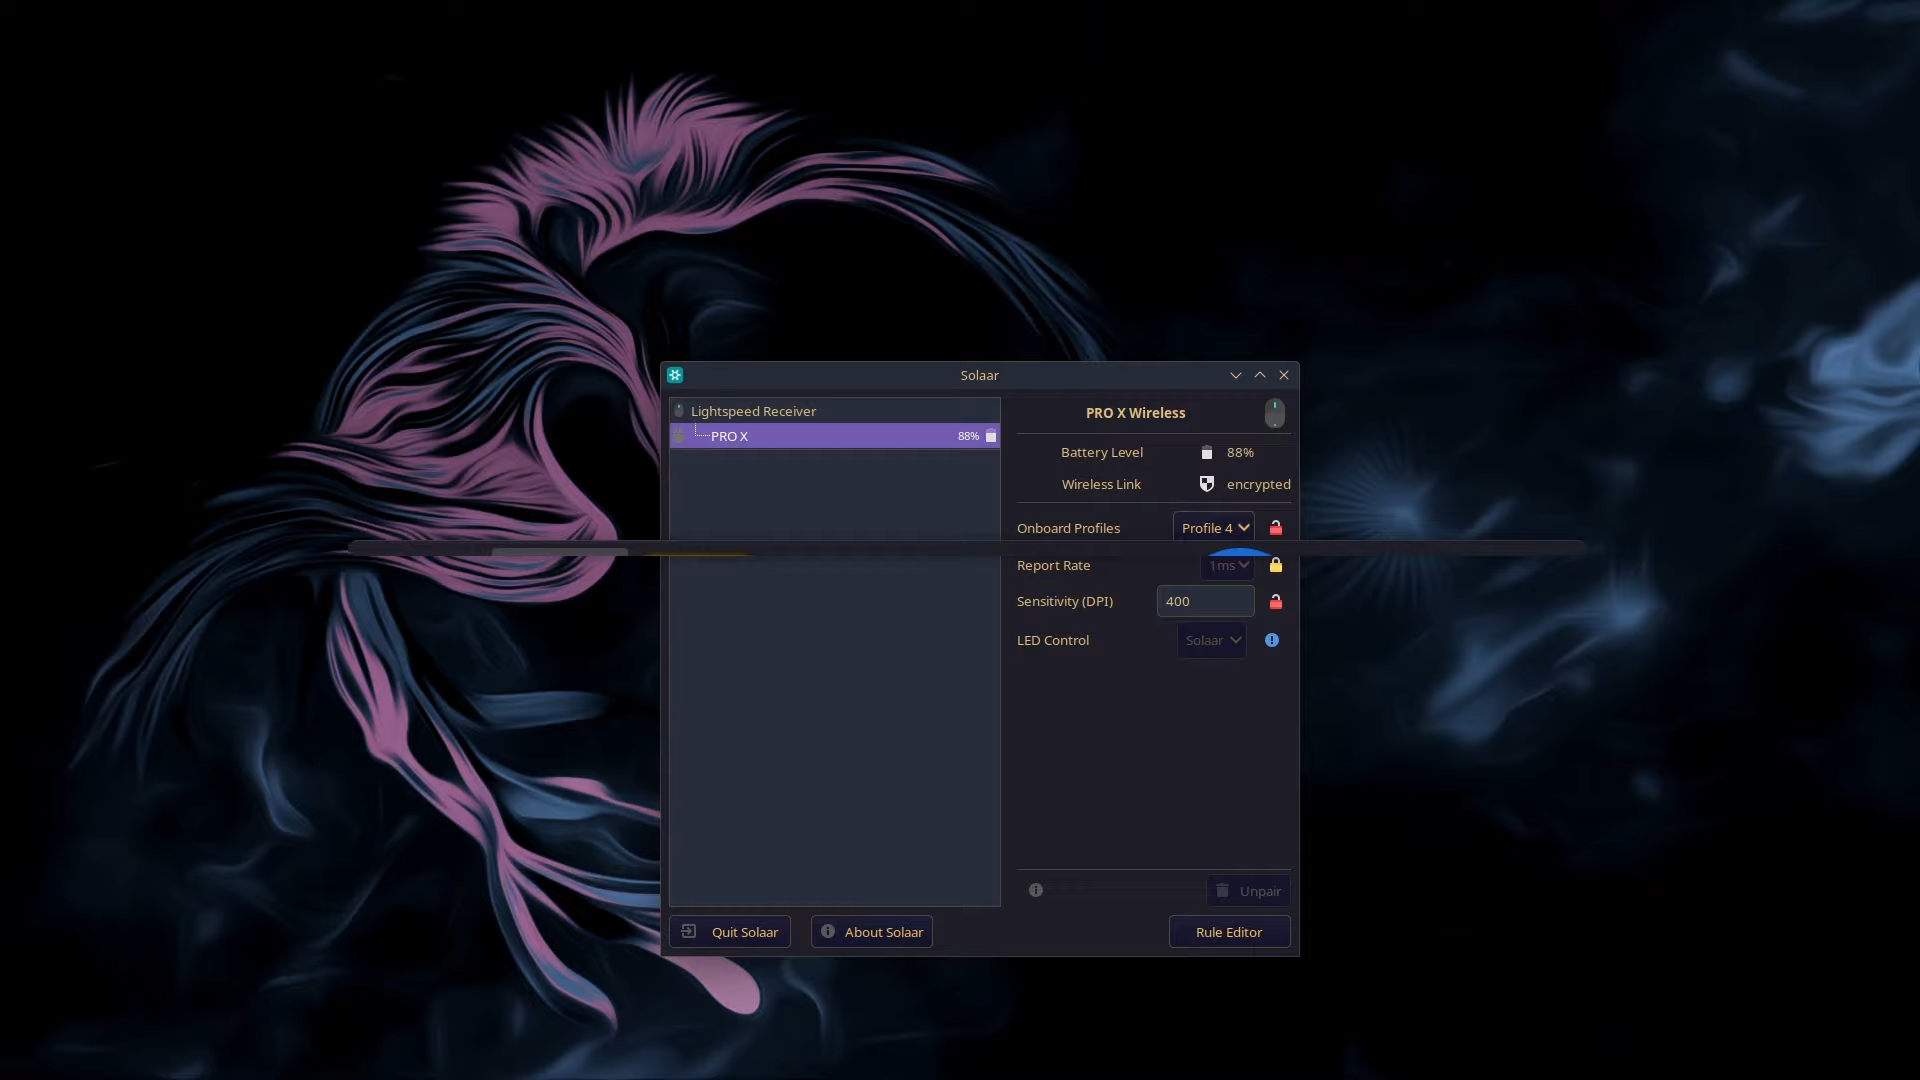 Solaar
Lightspeed Receiver
PRO X 88%
PRO X Wireless
Battery Level 88%
Wireless Link encrypted
Onboard Profiles Profile 4
Report Rate 1ms
Sensitivity (DPI) 400
LED Control Solaar
Unpair
Quit Solaar About Solaar Rule Editor